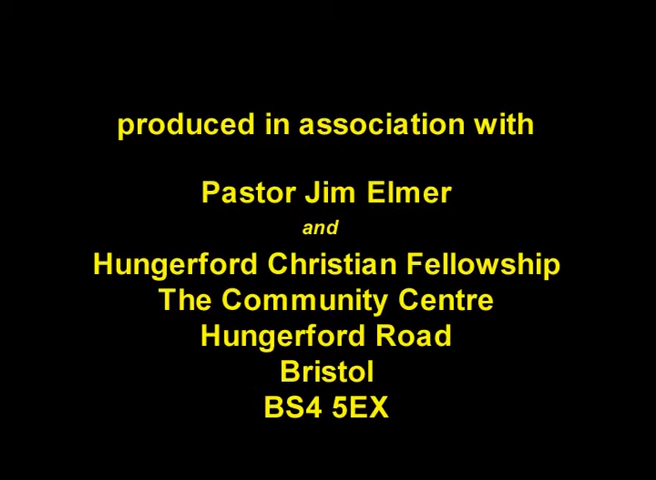 produced in association with
Pastor Jim Elmer
and
Hungerford Christian Fellowship
The Community Centre
Hungerford Road
Bristol
BS4 5EX